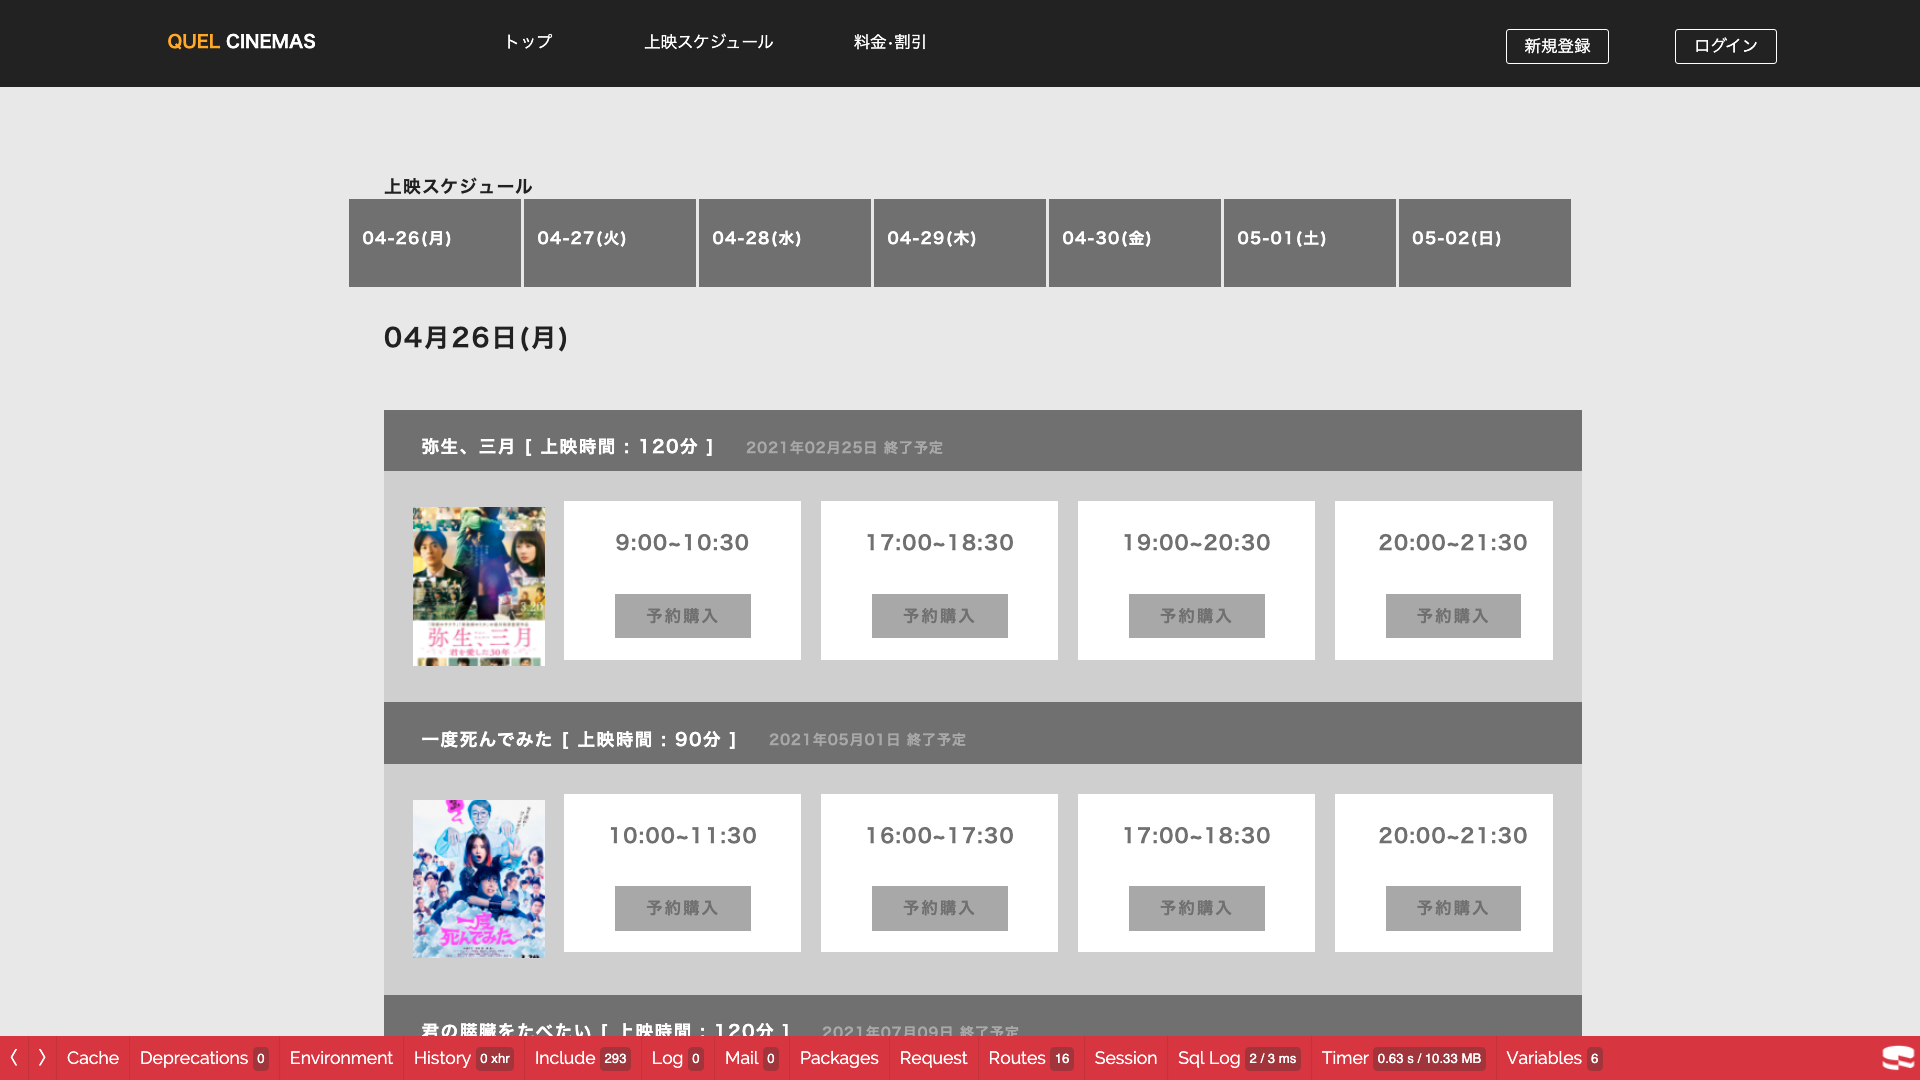 QUEL CINEMAS トップ 上映スケジュール 料金·割引 新規登録 ログイン
上映スケジュール
04-26(月) 04-27(火) 04-28(水) 04-29(木) 04-30(金) 05-01(土) 05-02(日)
04月26日(月)
弥生、三月 [ 上映時間 : 120分 ] 2021年02月25日 終了予定
9:00~10:30 17:00~18:30 19:00~20:30 20:00~21:30
予約購入 予約購入 予約購入 予約購入
3.20
弥生、三月
君を愛した30年
一度死んでみた [ 上映時間 : 90分 ] 2021年05月01日 終了予定
10:00~11:30 16:00~17:30 17:00~18:30 20:00~21:30
予約購入 予約購入 予約購入 予約購入
一度
死んでみた
君の膵臓をたべたい [ 上映時間 : 120分 ] 2021年07月09日 終了予定
Cache Deprecations 0 Environment History 0 xhr Include 293 Log 0 Mail 0 Packages Request Routes 16 Session Sql Log 2 / 3 ms Timer 0.63 s / 10.33 MB Variables 6